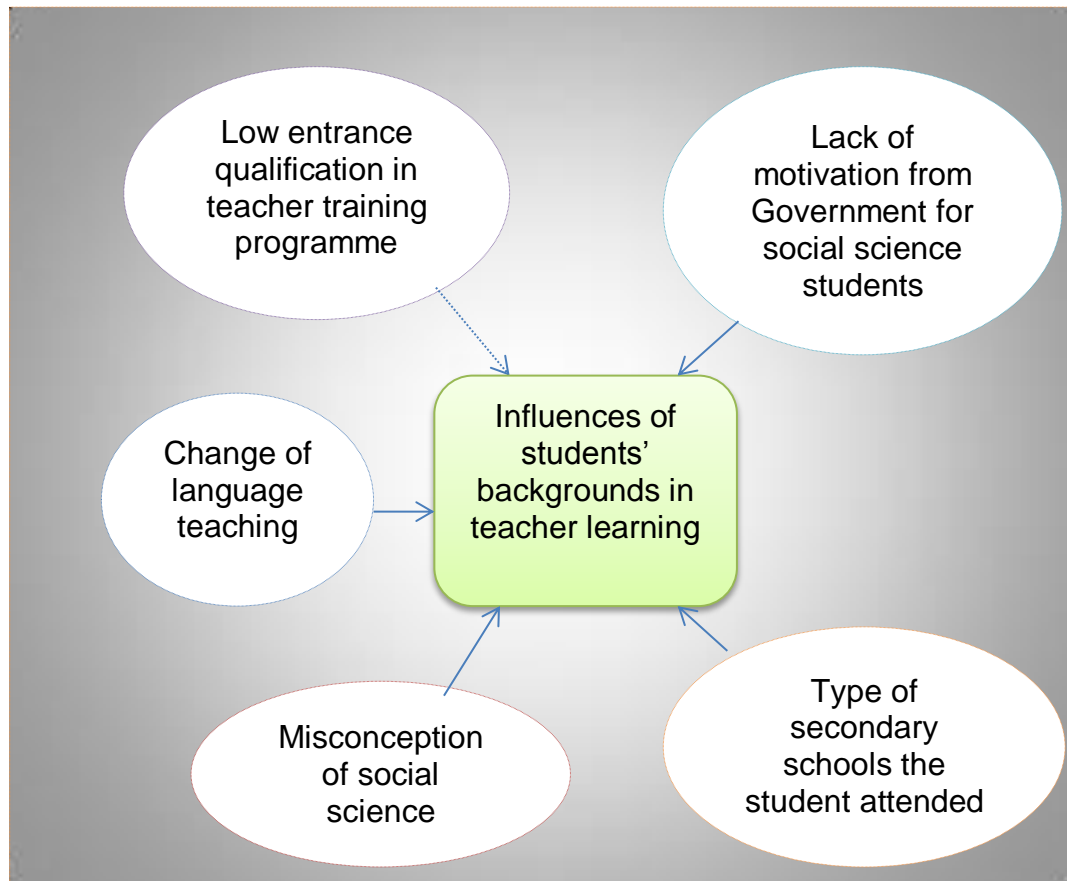 Low entrance
qualification in
teacher training
programme
Lack of
motivation from
Government for
social science
students
Influences of
students’
backgrounds in
teacher learning
Change of
language
teaching
Misconception
of social
science
Type of
secondary
schools the
student attended